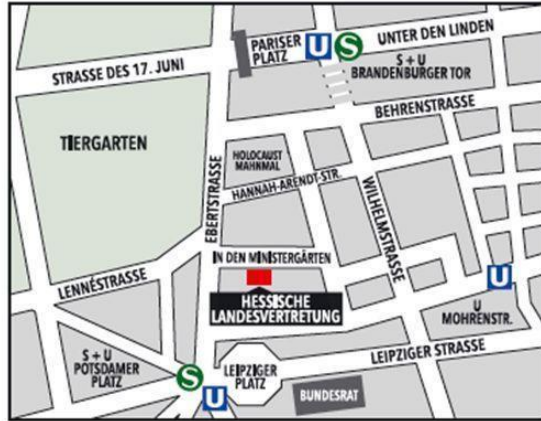 PARISER
PLATZ
U
S
UNTER DEN LINDEN
S + U
BRANDENBURGER TOR
STRASSE DES 17. JUNI
BEHRENSTRASSE
TIERGARTEN
EBERTSTRASSE
HOLOCAUST
MAHNMAL
HANNAH-ARENDT-STR.
WILHELMSTRASSE
IN DEN MINISTERGÄRTEN
LENNÉSTRASSE
HESSISCHE
LANDESVERTRETUNG
U
U
MOHRENSTR.
S + U
POTSDAMER
PLATZ
S
U
LEIPZIGER
PLATZ
LEIPZIGER STRASSE
BUNDESRAT